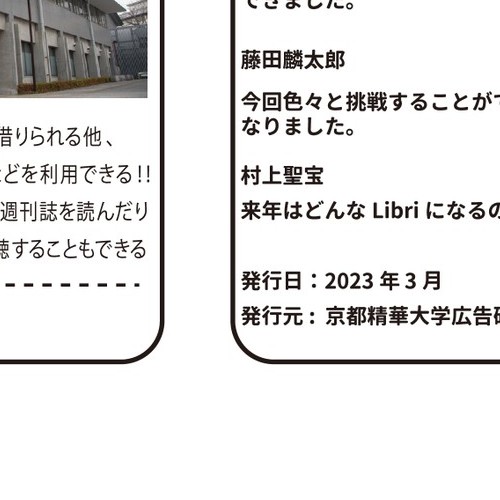 借りられる他、
などを利用できる!!
週刊誌を読んだり
聴することもできる
できました。
藤田麟太郎
今回色々と挑戦することが
なりました。
村上聖宝
来年はどんな Libri になるの
発行日：2023 年 3 月
発行元： 京都精華大学広告研